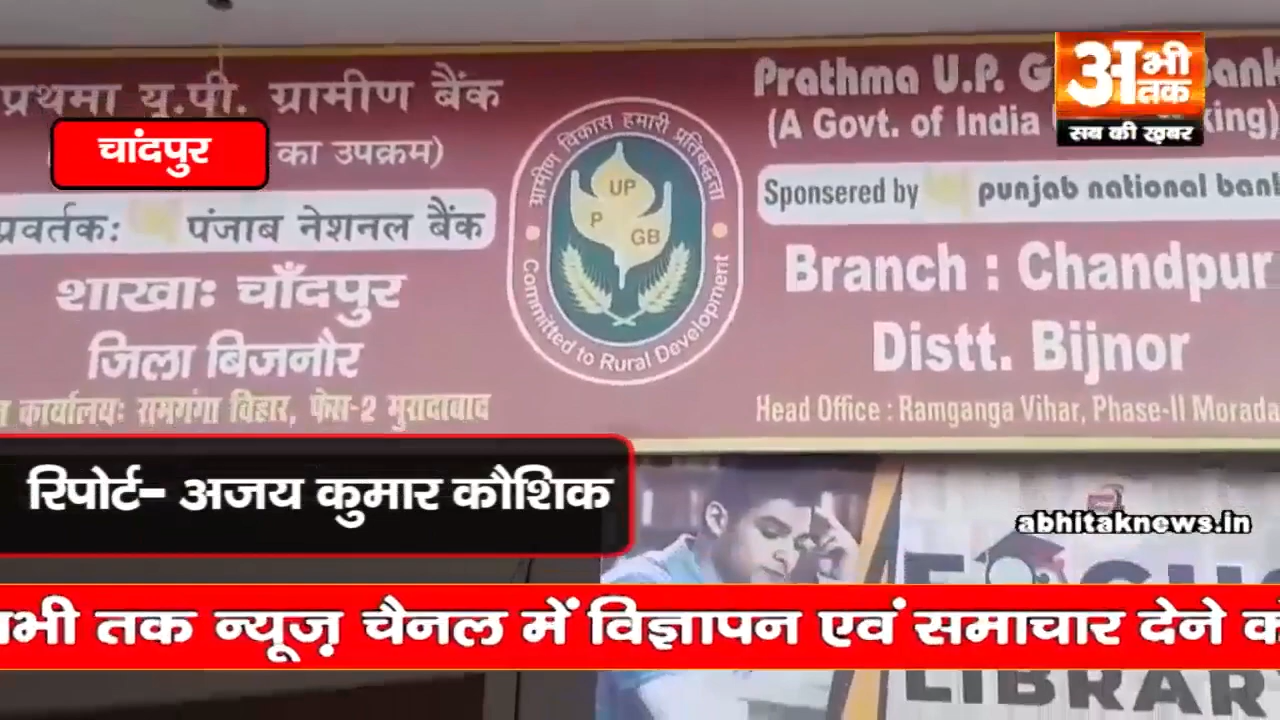 प्रथमा यू.पी. ग्रामीण बैंक
का उपक्रम)
प्रवर्तक: पंजाब नेशनल बैंक
शाखाः चाँदपुर
जिला बिजनौर
कार्यालयः रामगंगा विहार, फेस-2 मुरादाबाद
चांदपुर
ग्रामीण विकास हमारी प्रतिबद्धता
UP
P
GB
Committed to Rural Development
Prathma U.P.
(A Govt. of India
Sponsered by punjab national bank
Branch : Chandpur
Distt. Bijnor
Head Office : Ramganga Vihar, Phase-II
अभी
तक
सब की ख़बर
रिपोर्ट- अजय कुमार कौशिक
abhitaknews.in
तक न्यूज़ चैनल में विज्ञापन एवं समाचार देने